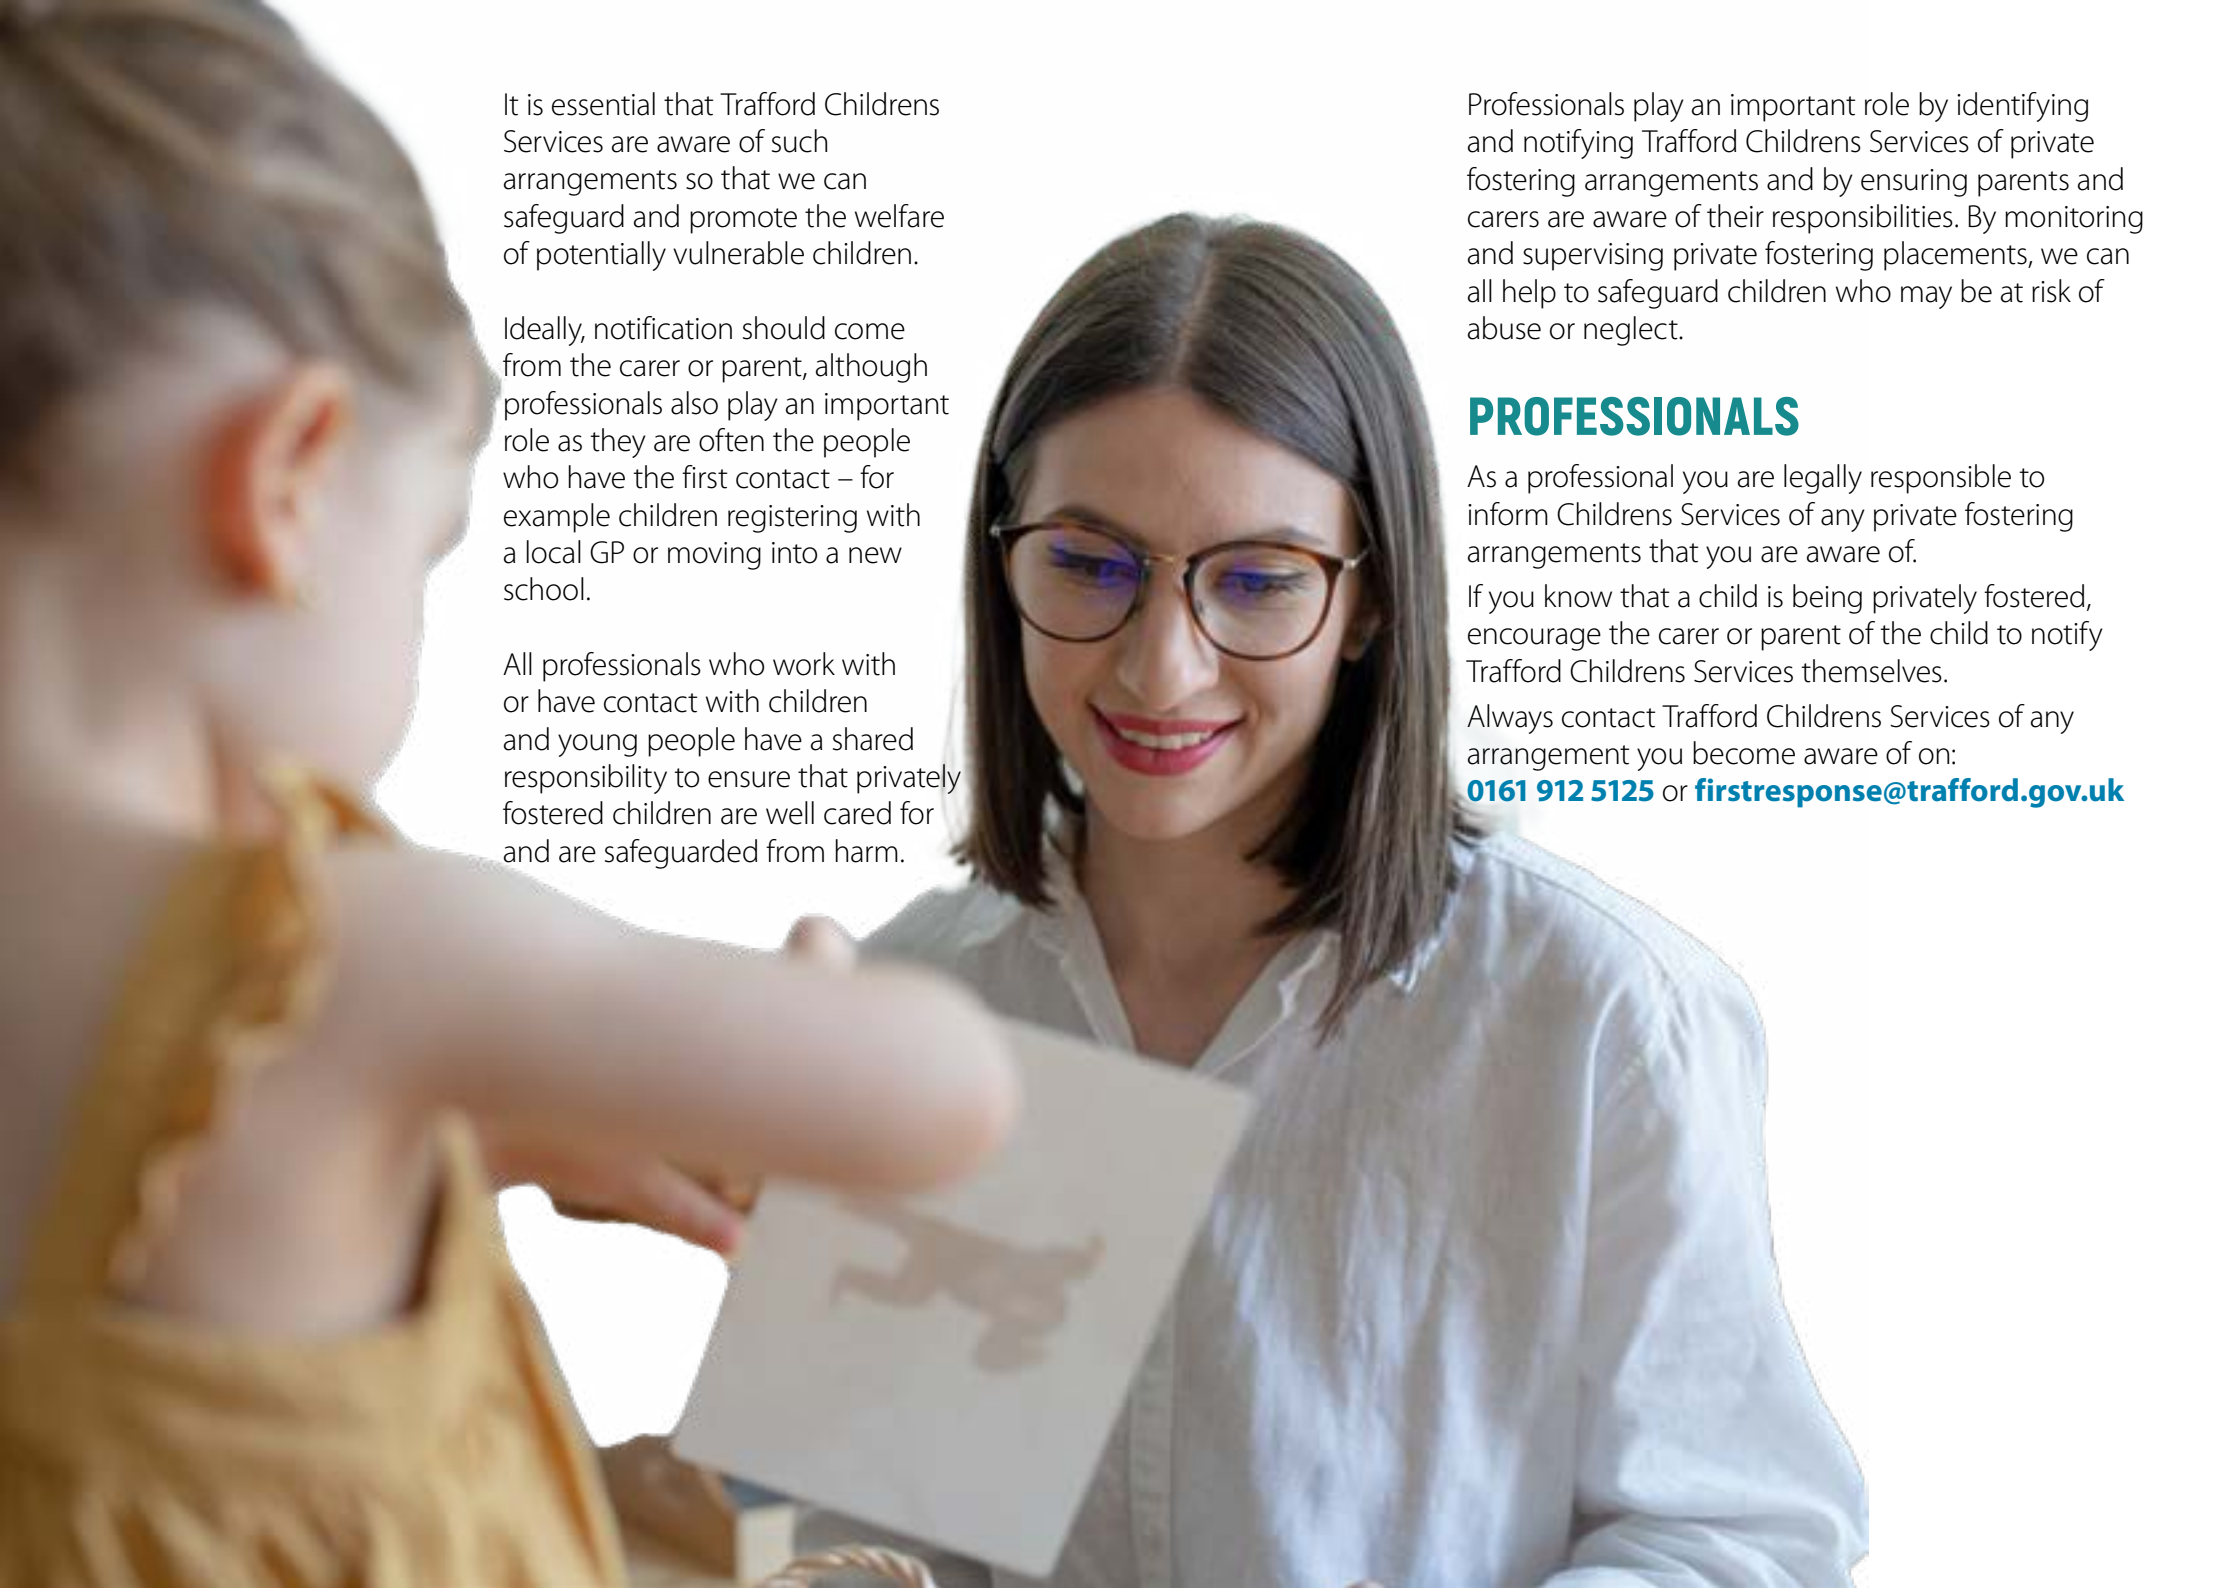 It is essential that Trafford Childrens
Services are aware of such
arrangements so that we can
safeguard and promote the welfare
of potentially vulnerable children.
Ideally, notification should come
from the carer or parent, although
professionals also play an important
role as they are often the people
who have the first contact – for
example children registering with
a local GP or moving into a new
school.
All professionals who work with
or have contact with children
and young people have a shared
responsibility to ensure that privately
fostered children are well cared for
and are safeguarded from harm.
Professionals play an important role by identifying
and notifying Trafford Childrens Services of private
fostering arrangements and by ensuring parents and
carers are aware of their responsibilities. By monitoring
and supervising private fostering placements, we can
all help to safeguard children who may be at risk of
abuse or neglect.
PROFESSIONALS
As a professional you are legally responsible to
inform Childrens Services of any private fostering
arrangements that you are aware of.
If you know that a child is being privately fostered,
encourage the carer or parent of the child to notify
Trafford Childrens Services themselves.
Always contact Trafford Childrens Services of any
arrangement you become aware of on:
0161 912 5125 or firstresponse@trafford.gov.uk